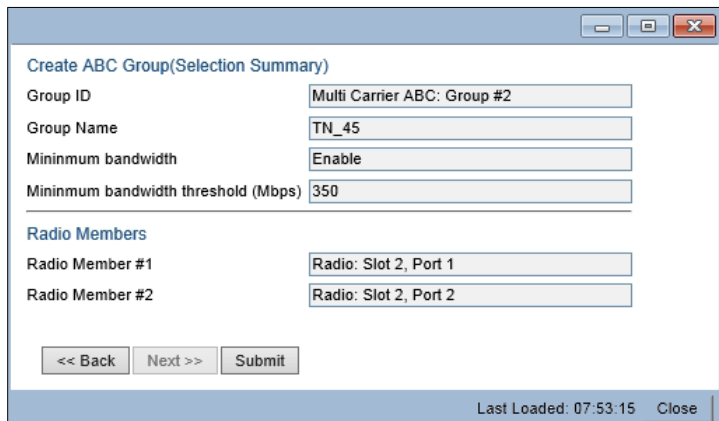 Create ABC Group(Selection Summary)
Group ID Multi Carrier ABC: Group #2
Group Name TN_45
Mininmum bandwidth Enable
Mininmum bandwidth threshold (Mbps) 350
Radio Members
Radio Member #1 Radio: Slot 2, Port 1
Radio Member #2 Radio: Slot 2, Port 2
<< Back Next >> Submit
Last Loaded: 07:53:15 Close